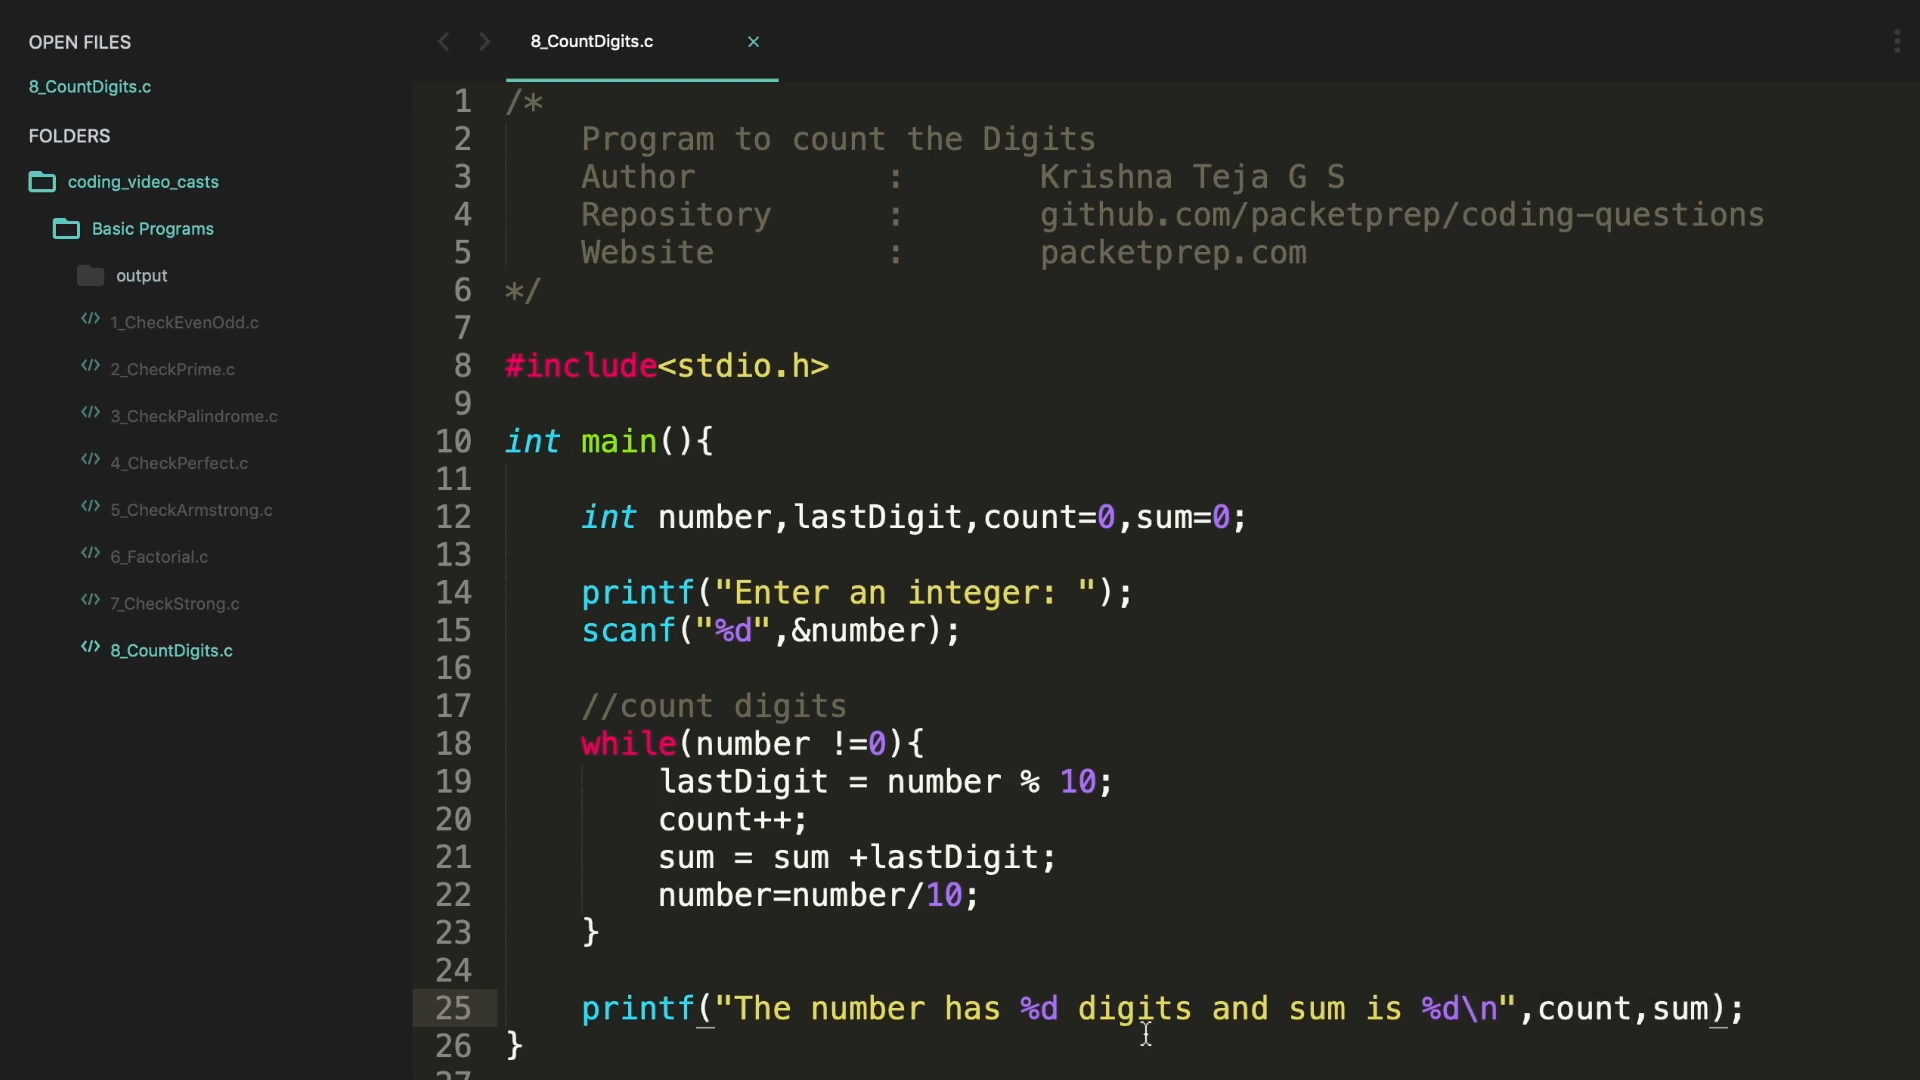 OPEN FILES
8_CountDigits.c
FOLDERS
coding_video_casts
Basic Programs
output
1_CheckEvenOdd.c
2_CheckPrime.c
3_CheckPalindrome.c
4_CheckPerfect.c
5_CheckArmstrong.c
6_Factorial.c
7_CheckStrong.c
8_CountDigits.c
8_CountDigits.c ×
1 /*
2 Program to count the Digits
3 Author : Krishna Teja G S
4 Repository : github.com/packetprep/coding-questions
5 Website : packetprep.com
6 */
7
8 #include<stdio.h>
9
10 int main(){
11
12 int number,lastDigit,count=0,sum=0;
13
14 printf("Enter an integer: ");
15 scanf("%d",&number);
16
17 //count digits
18 while(number !=0){
19 lastDigit = number % 10;
20 count++;
21 sum = sum +lastDigit;
22 number=number/10;
23 }
24
25 printf("The number has %d digits and sum is %d\n",count,sum);
26 }
27